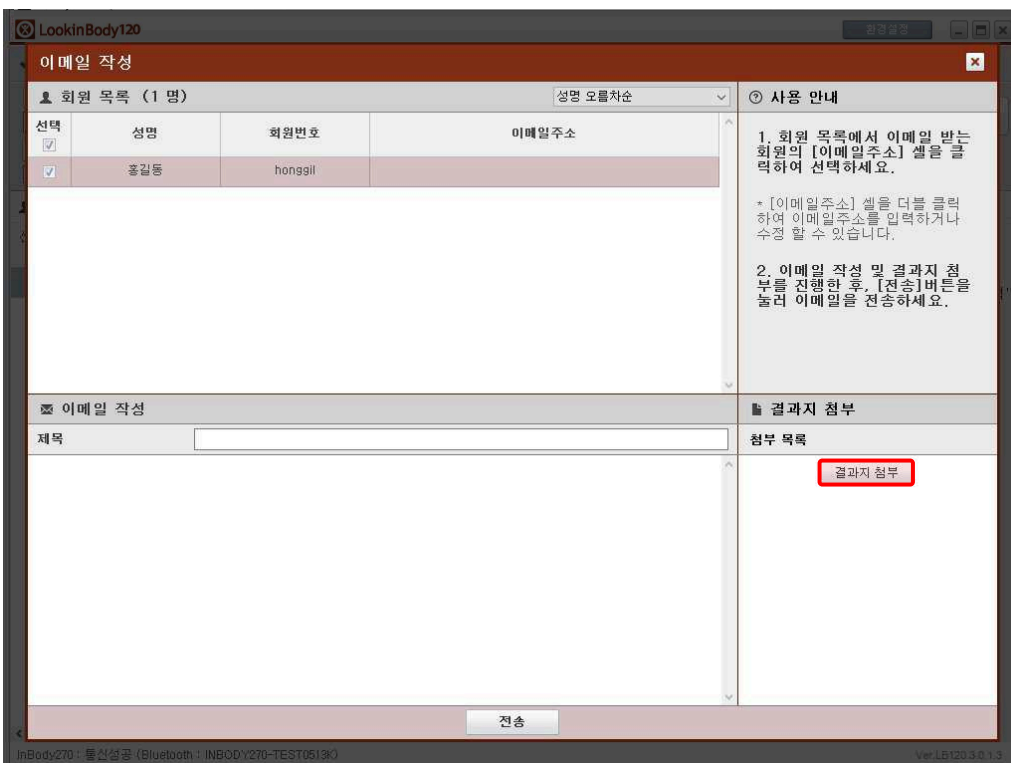 LookinBody120
환경설정
이메일 작성
회원 목록 (1 명)
성명 오름차순
사용 안내
선택
성명
회원번호
이메일주소
홍길동
honggil
1. 회원 목록에서 이메일 받는
회원의 [이메일주소] 셀을 클
릭하여 선택하세요.
* [이메일주소] 셀을 더블 클릭
하여 이메일주소를 입력하거나
수정 할 수 있습니다.
2. 이메일 작성 및 결과지 첨
부를 진행한 후, [전송]버튼을
눌러 이메일을 전송하세요.
이메일 작성
결과지 첨부
제목
첨부 목록
결과지 첨부
전송
InBody270 : 통신성공 (Bluetooth : INBODY270-TEST0513K)
Ver.LB120.3.0.1.3